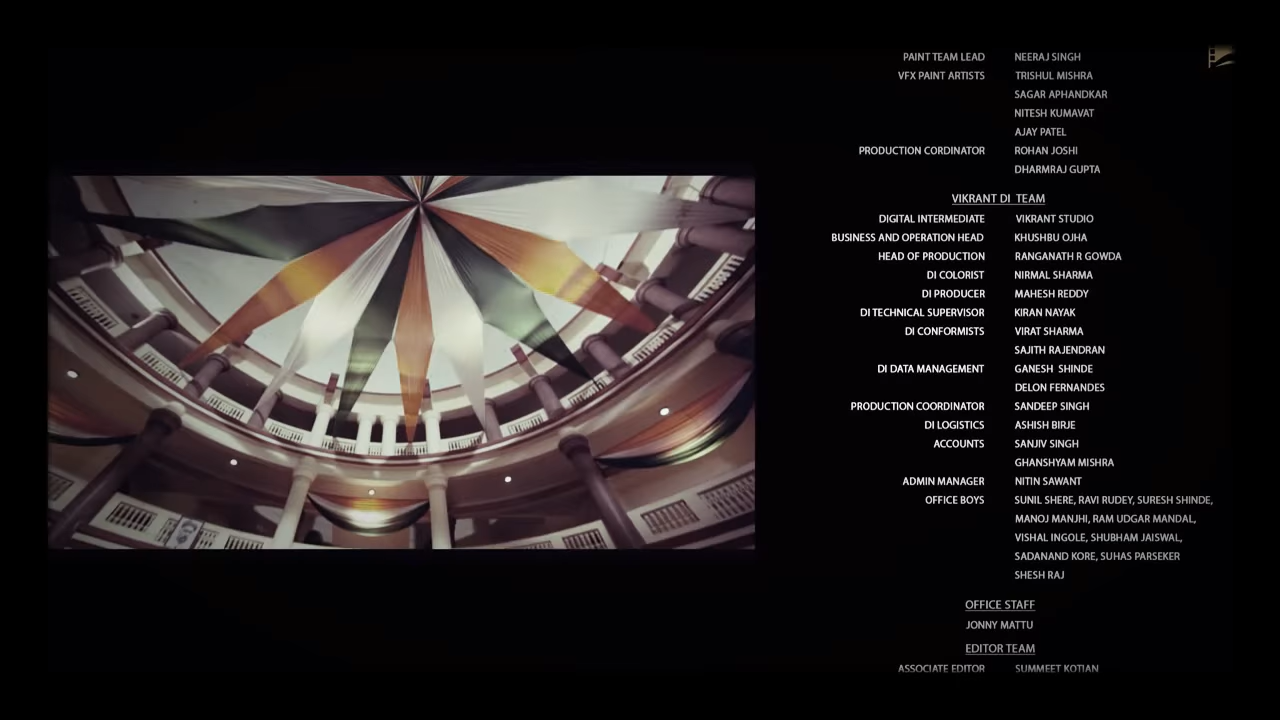 PAINT TEAM LEAD NEERAJ SINGH
VFX PAINT ARTISTS TRISHUL MISHRA
SAGAR APHANDKAR
NITESH KUMAVAT
AJAY PATEL
PRODUCTION CORDINATOR ROHAN JOSHI
DHARMRAJ GUPTA
VIKRANT DI TEAM
DIGITAL INTERMEDIATE VIKRANT STUDIO
BUSINESS AND OPERATION HEAD KHUSHBU OJHA
HEAD OF PRODUCTION RANGANATH R GOWDA
DI COLORIST NIRMAL SHARMA
DI PRODUCER MAHESH REDDY
DI TECHNICAL SUPERVISOR KIRAN NAYAK
DI CONFORMISTS VIRAT SHARMA
SAJITH RAJENDRAN
DI DATA MANAGEMENT GANESH SHINDE
DELON FERNANDES
PRODUCTION COORDINATOR SANDEEP SINGH
DI LOGISTICS ASHISH BIRJE
ACCOUNTS SANJIV SINGH
GHANSHYAM MISHRA
ADMIN MANAGER NITIN SAWANT
OFFICE BOYS SUNIL SHERE, RAVI RUDEY, SURESH SHINDE,
MANOJ MANJHI, RAM UDGAR MANDAL,
VISHAL INGOLE, SHUBHAM JAISWAL,
SADANAND KORE, SUHAS PARSEKER
SHESH RAJ
OFFICE STAFF
JONNY MATTU
EDITOR TEAM
ASSOCIATE EDITOR SUMMEET KOTIAN